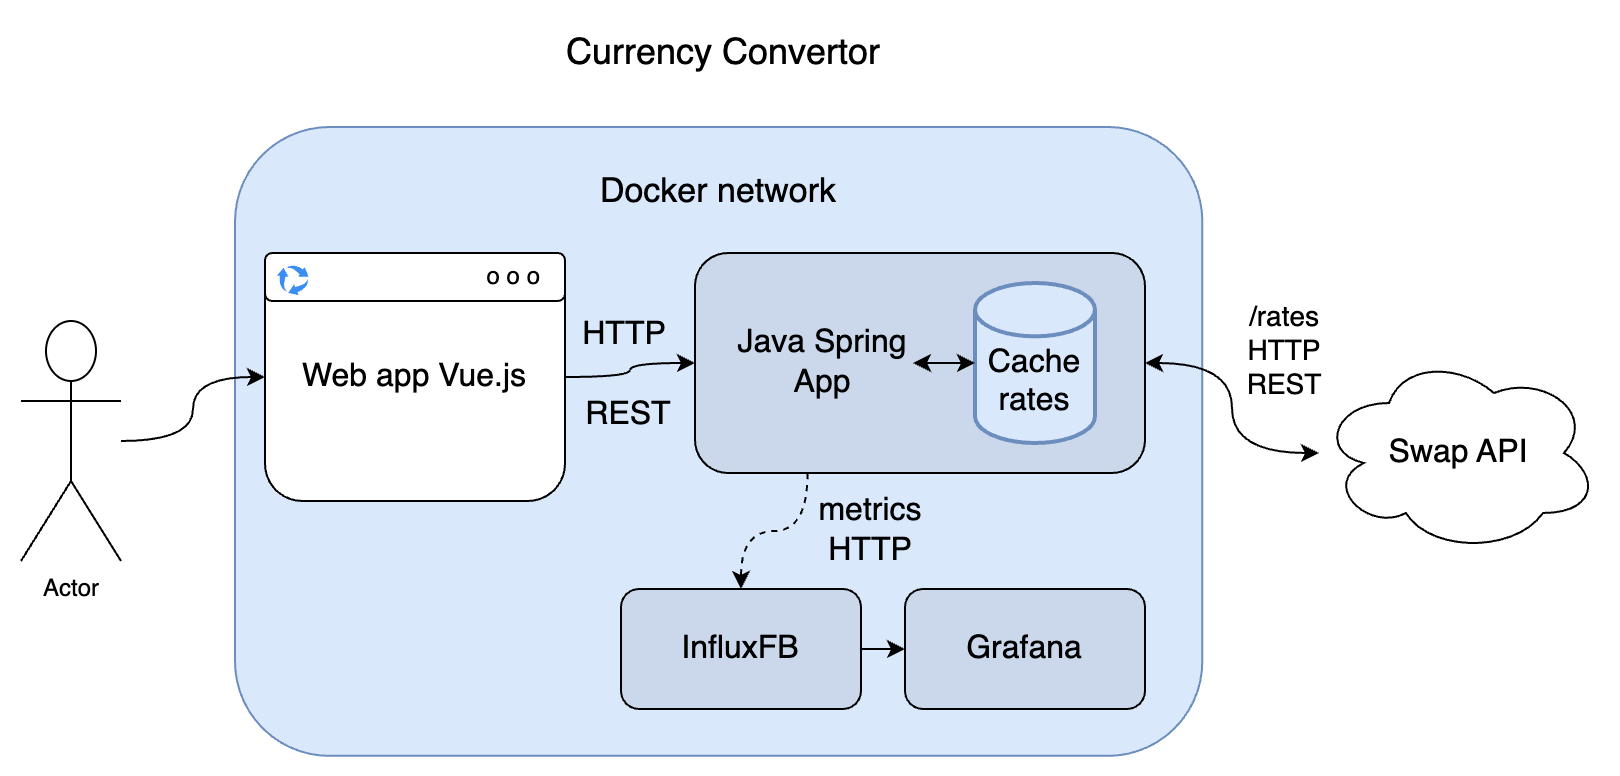 Currency Convertor
Docker network
o o o
Web app Vue.js
HTTP
REST
Java Spring
App
Cache
rates
/rates
HTTP
REST
Swap API
Actor
metrics
HTTP
InfluxFB
Grafana